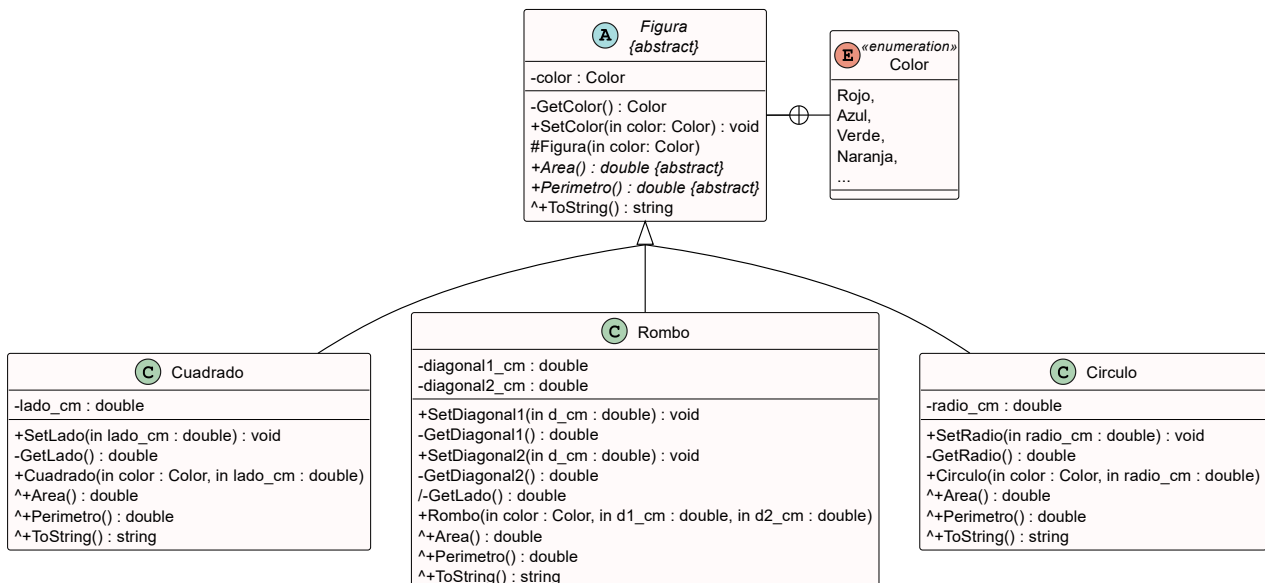 A
Figura
{abstract}
-color : Color
-GetColor() : Color
+SetColor(in color: Color) : void
#Figura(in color: Color)
+Area() : double {abstract}
+Perimetro() : double {abstract}
^+ToString() : string
E
«enumeration»
Color
Rojo,
Azul,
Verde,
Naranja,
...
C Cuadrado
-lado_cm : double
+SetLado(in lado_cm : double) : void
-GetLado() : double
+Cuadrado(in color : Color, in lado_cm : double)
^+Area() : double
^+Perimetro() : double
^+ToString() : string
C Rombo
-diagonal1_cm : double
-diagonal2_cm : double
+SetDiagonal1(in d_cm : double) : void
-GetDiagonal1() : double
+SetDiagonal2(in d_cm : double) : void
-GetDiagonal2() : double
/-GetLado() : double
+Rombo(in color : Color, in d1_cm : double, in d2_cm : double)
^+Area() : double
^+Perimetro() : double
^+ToString() : string
C Circulo
-radio_cm : double
+SetRadio(in radio_cm : double) : void
-GetRadio() : double
+Circulo(in color : Color, in radio_cm : double)
^+Area() : double
^+Perimetro() : double
^+ToString() : string